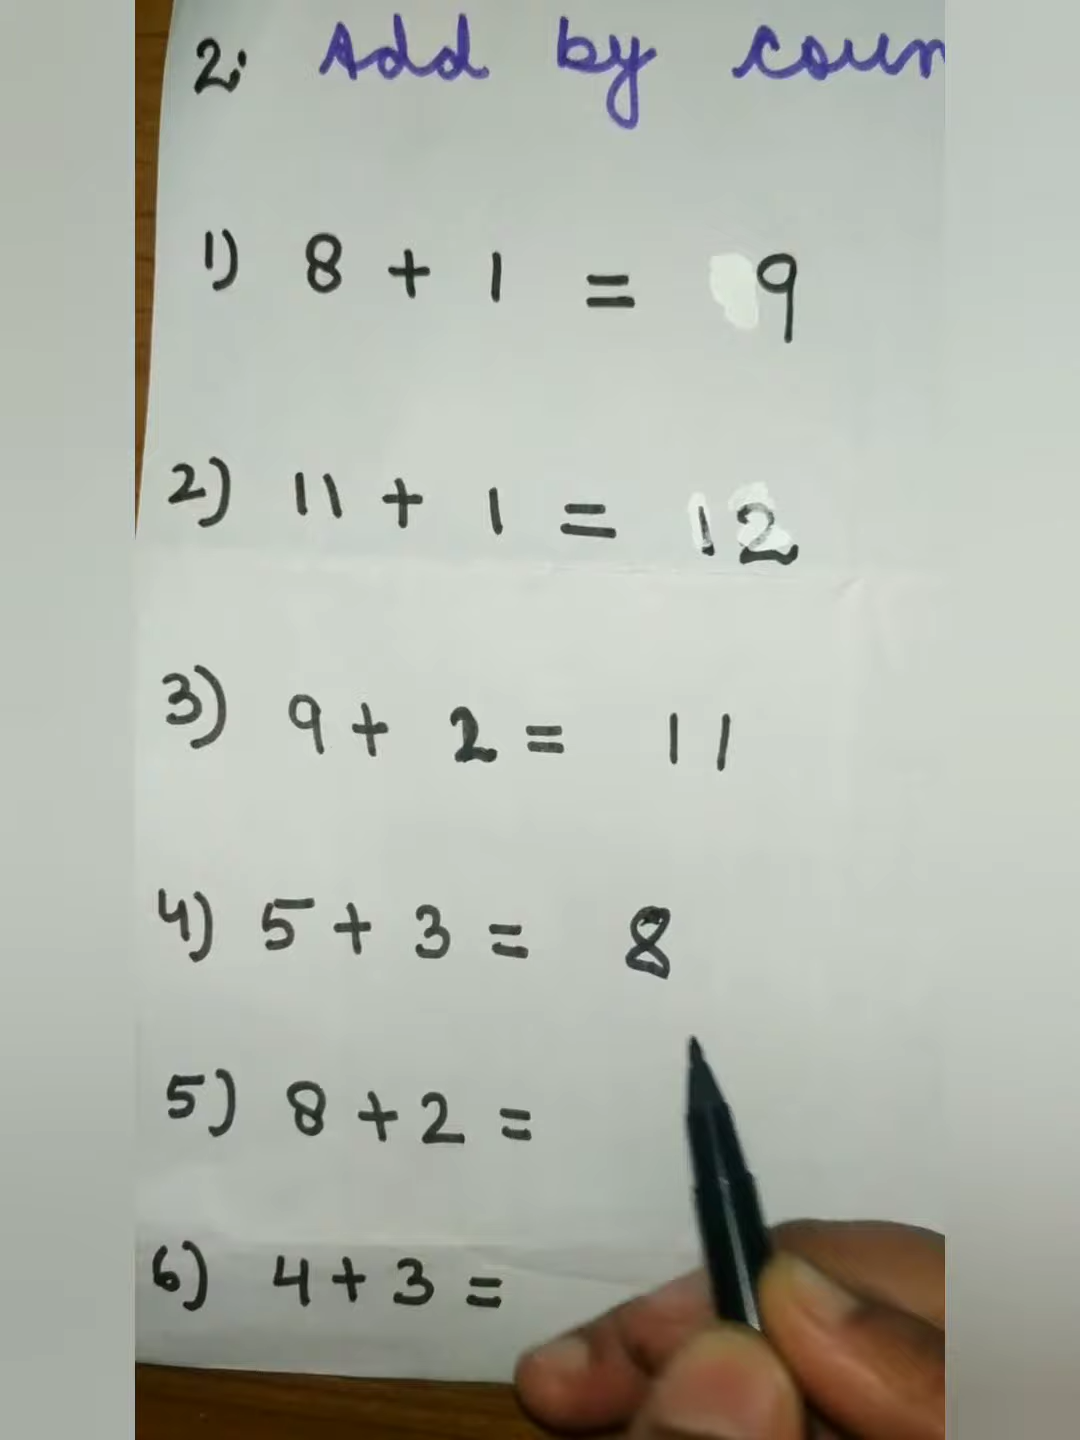 2. Add by coun
1) 8 + 1 = 9
2) 11 + 1 = 12
3) 9 + 2 = 11
4) 5 + 3 = 8
5) 8 + 2 =
6) 4 + 3 =